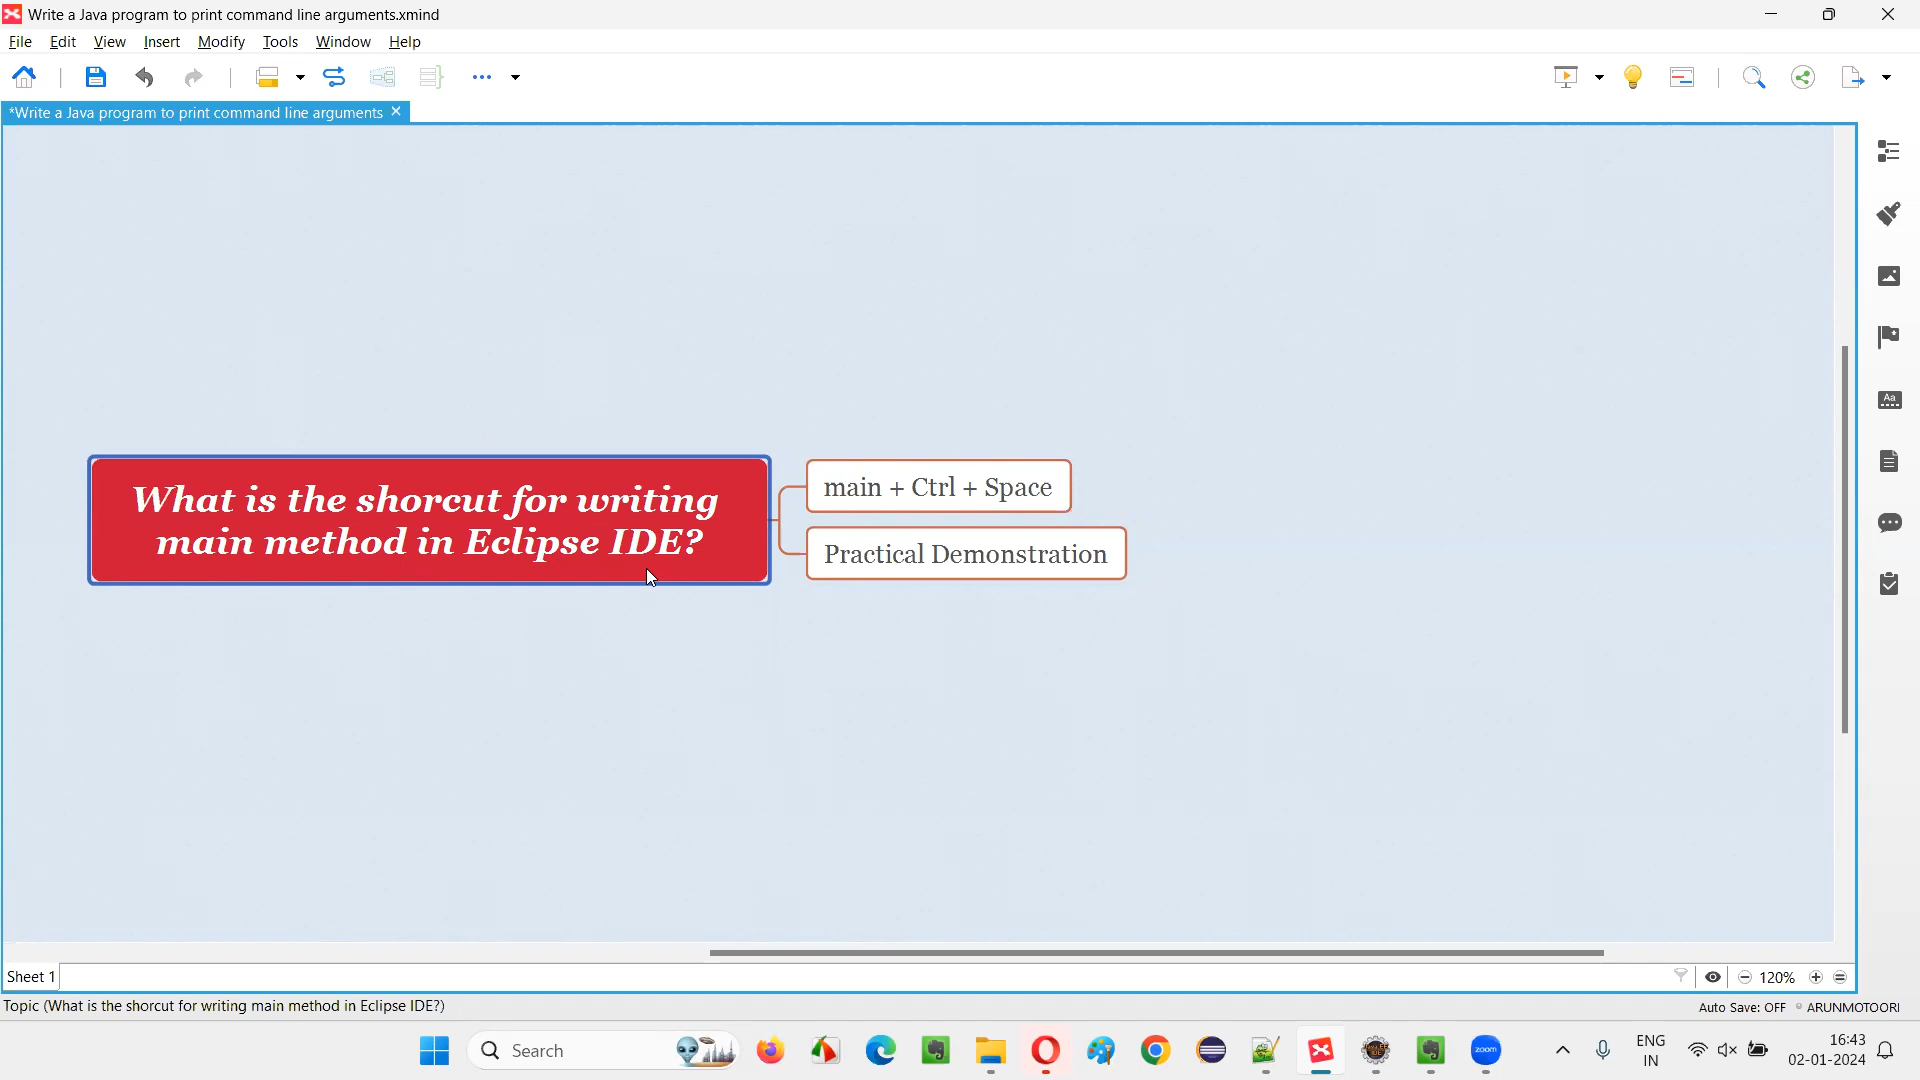 Write a Java program to print command line arguments.xmind
File Edit View Insert Modify Tools Window Help
*Write a Java program to print command line arguments
What is the shorcut for writing
main method in Eclipse IDE?
main + Ctrl + Space
Practical Demonstration
Aa
Sheet 1
120%
Topic (What is the shorcut for writing main method in Eclipse IDE?)
Auto Save: OFF ARUNMOTOORI
Search
zoom
ENG
IN
16:43
02-01-2024